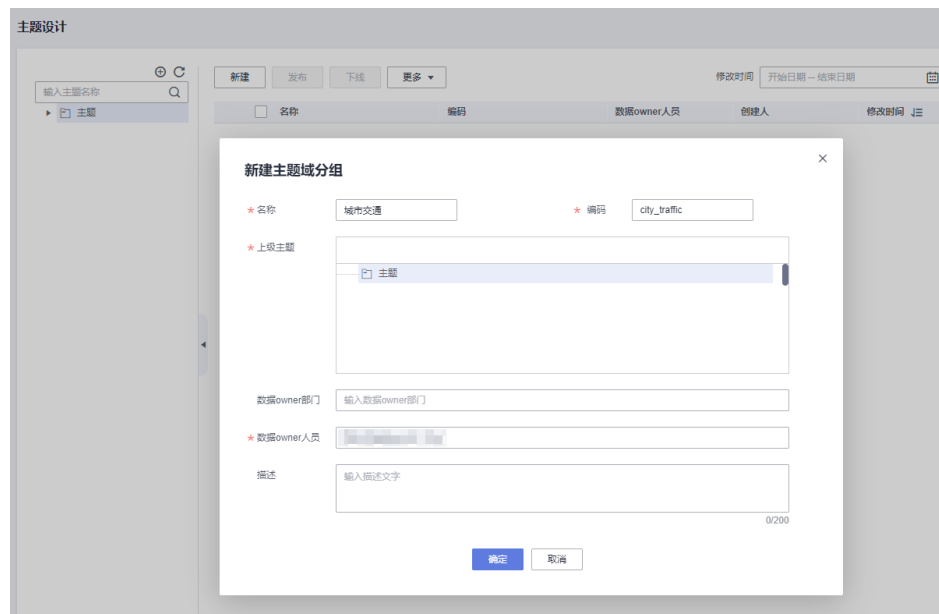 主题设计
输入主题名称
主题
新建 发布 下线 更多 修改时间 开始日期 – 结束日期
名称 编码 数据owner人员 创建人 修改时间
新建主题域分组
* 名称 城市交通 * 编码 city_traffic
* 上级主题
主题
数据owner部门 输入数据owner部门
* 数据owner人员
描述 输入描述文字
0/200
确定 取消